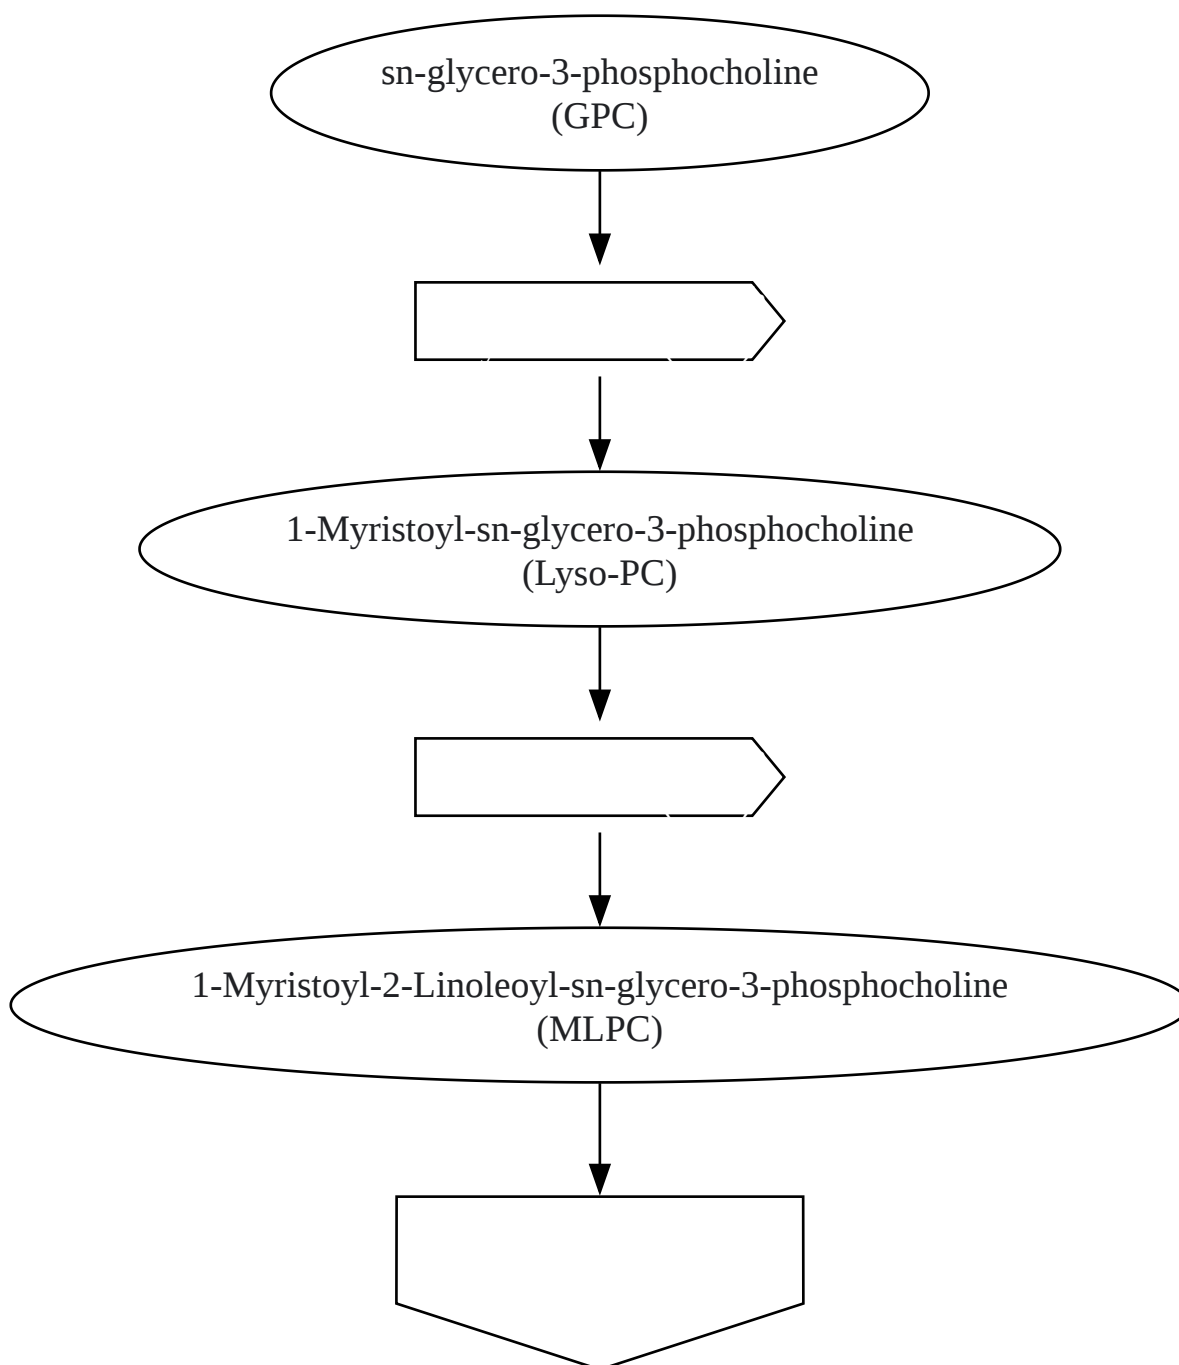 sn-glycero-3-phosphocholine
(GPC)
1-Myristoyl-sn-glycero-3-phosphocholine
(Lyso-PC)
1-Myristoyl-2-Linoleoyl-sn-glycero-3-phosphocholine
(MLPC)